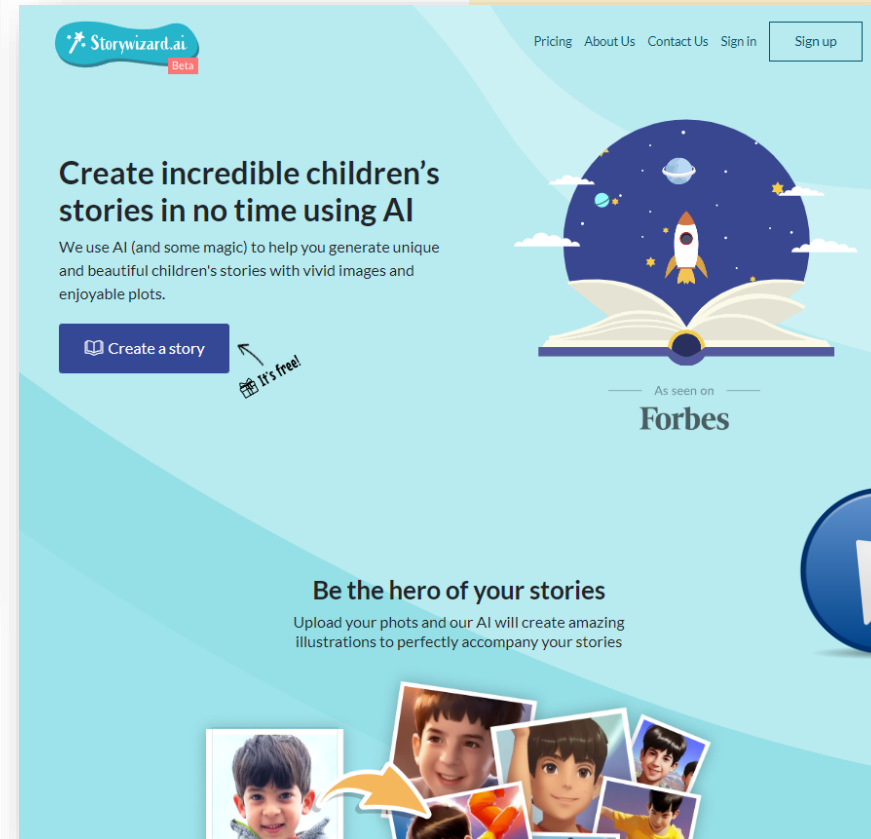 Storywizard.ai
Beta
Pricing About Us Contact Us Sign in Sign up
Create incredible children's
stories in no time using AI
We use AI (and some magic) to help you generate unique
and beautiful children's stories with vivid images and
enjoyable plots.
Create a story
It's free!
As seen on
Forbes
Be the hero of your stories
Upload your phots and our AI will create amazing
illustrations to perfectly accompany your stories